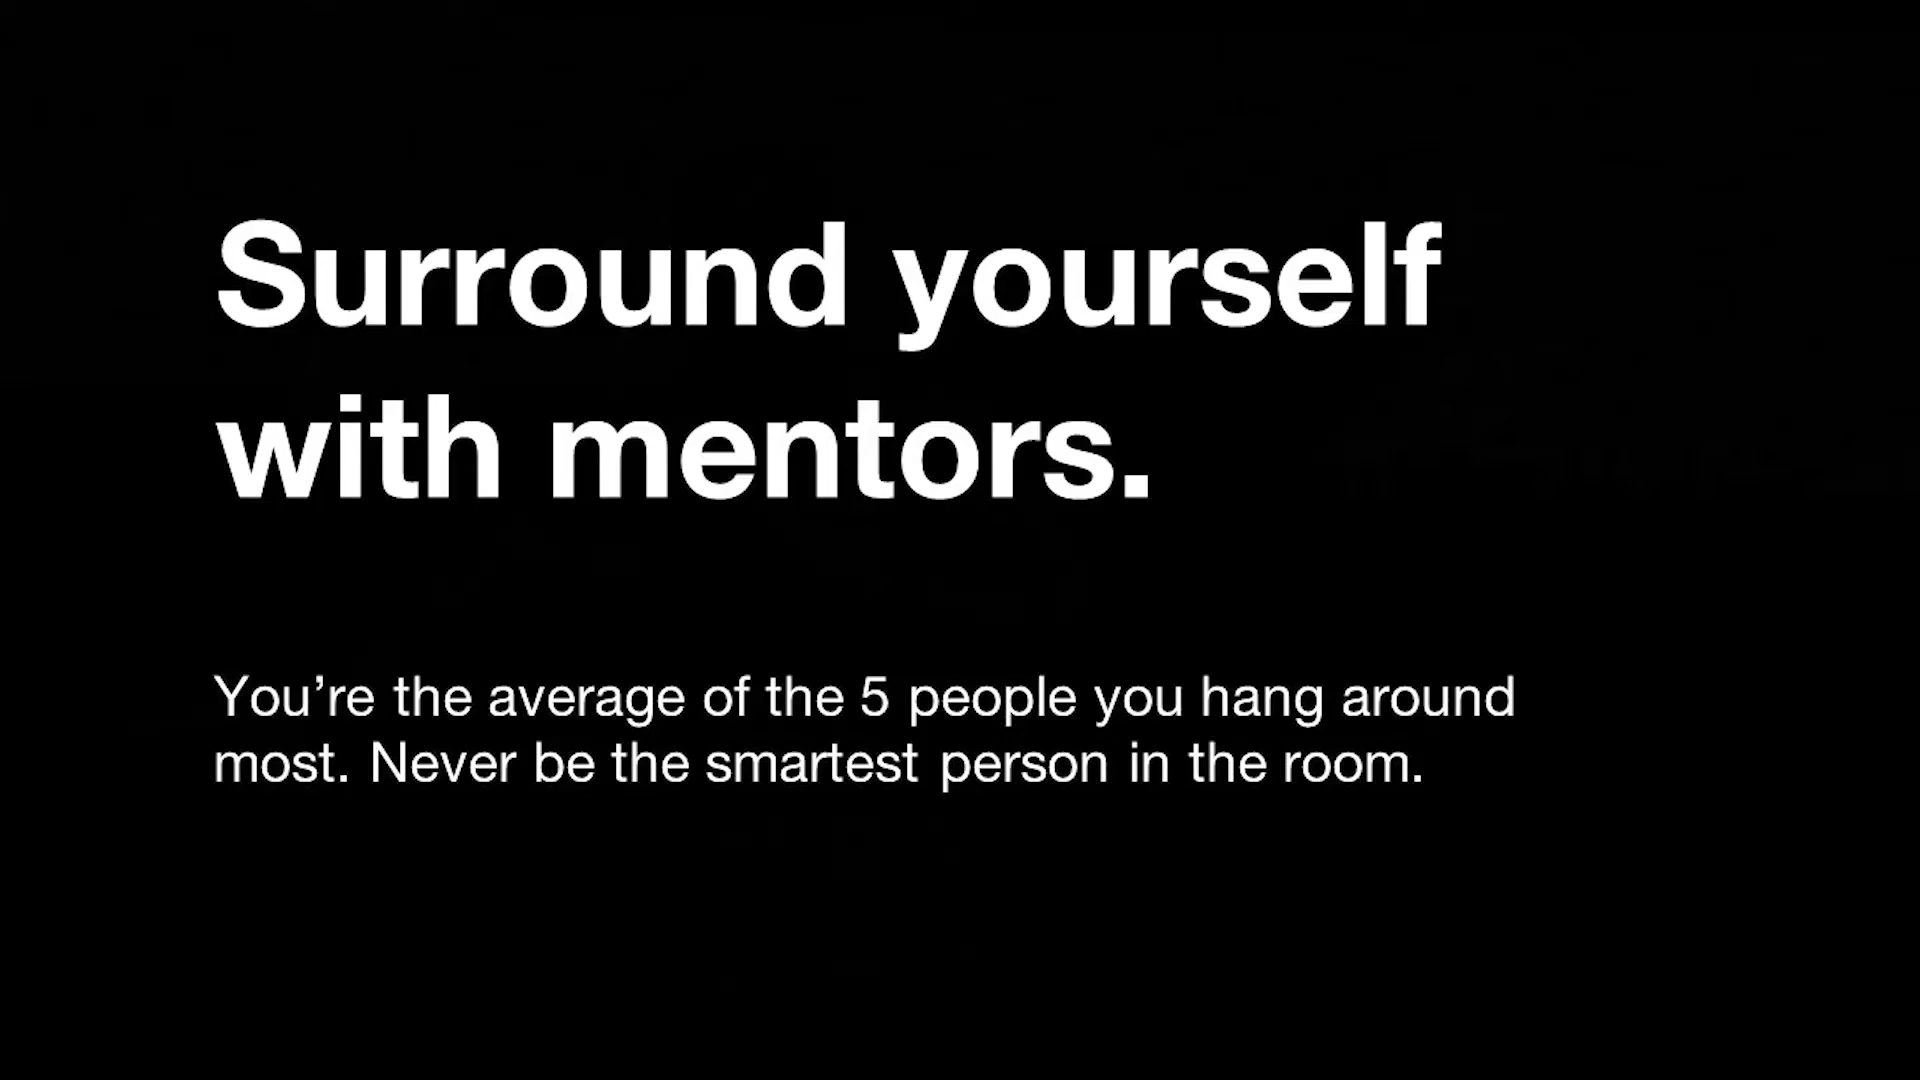 Surround yourself
with mentors.
You’re the average of the 5 people you hang around
most. Never be the smartest person in the room.